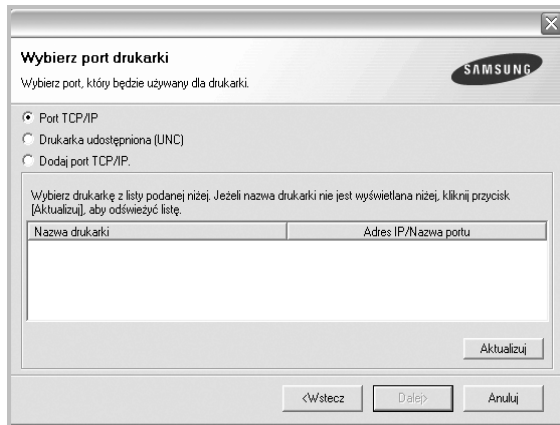 Wybierz port drukarki
Wybierz port, który będzie używany dla drukarki.
SAMSUNG
Port TCP/IP
Drukarka udostępniona (UNC)
Dodaj port TCP/IP.
Wybierz drukarkę z listy podanej niżej. Jeżeli nazwa drukarki nie jest wyświetlana niżej, kliknij przycisk
[Aktualizuj], aby odświeżyć listę.
Nazwa drukarki Adres IP/Nazwa portu
Aktualizuj
<Wstecz Dalej> Anuluj